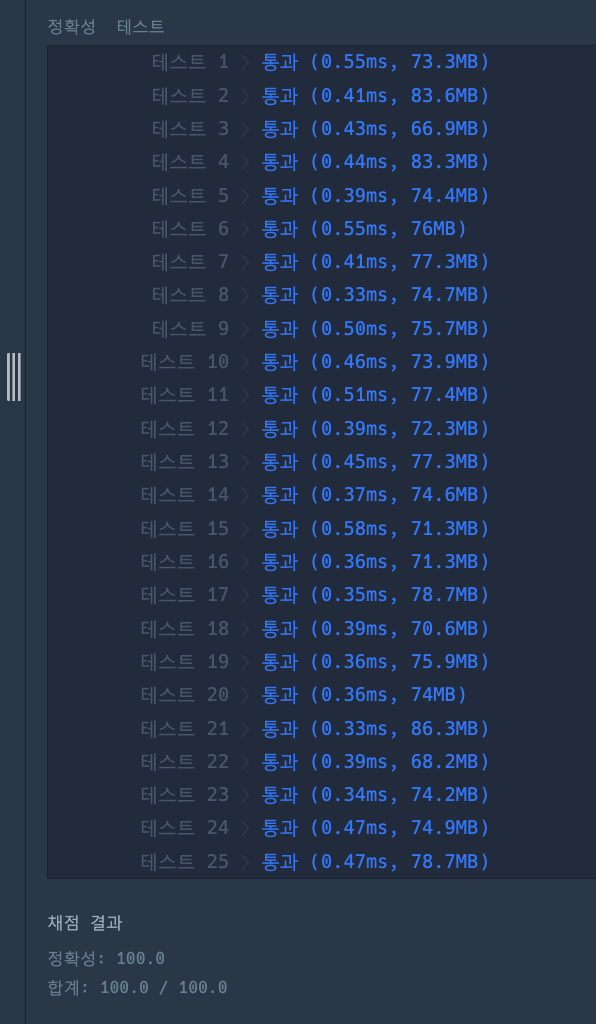 정확성 테스트
테스트 1 〉 통과 (0.55ms, 73.3MB)
테스트 2 〉 통과 (0.41ms, 83.6MB)
테스트 3 〉 통과 (0.43ms, 66.9MB)
테스트 4 〉 통과 (0.44ms, 83.3MB)
테스트 5 〉 통과 (0.39ms, 74.4MB)
테스트 6 〉 통과 (0.55ms, 76MB)
테스트 7 〉 통과 (0.41ms, 77.3MB)
테스트 8 〉 통과 (0.33ms, 74.7MB)
테스트 9 〉 통과 (0.50ms, 75.7MB)
테스트 10 〉 통과 (0.46ms, 73.9MB)
테스트 11 〉 통과 (0.51ms, 77.4MB)
테스트 12 〉 통과 (0.39ms, 72.3MB)
테스트 13 〉 통과 (0.45ms, 77.3MB)
테스트 14 〉 통과 (0.37ms, 74.6MB)
테스트 15 〉 통과 (0.58ms, 71.3MB)
테스트 16 〉 통과 (0.36ms, 71.3MB)
테스트 17 〉 통과 (0.35ms, 78.7MB)
테스트 18 〉 통과 (0.39ms, 70.6MB)
테스트 19 〉 통과 (0.36ms, 75.9MB)
테스트 20 〉 통과 (0.36ms, 74MB)
테스트 21 〉 통과 (0.33ms, 86.3MB)
테스트 22 〉 통과 (0.39ms, 68.2MB)
테스트 23 〉 통과 (0.34ms, 74.2MB)
테스트 24 〉 통과 (0.47ms, 74.9MB)
테스트 25 〉 통과 (0.47ms, 78.7MB)
채점 결과
정확성: 100.0
합계: 100.0 / 100.0